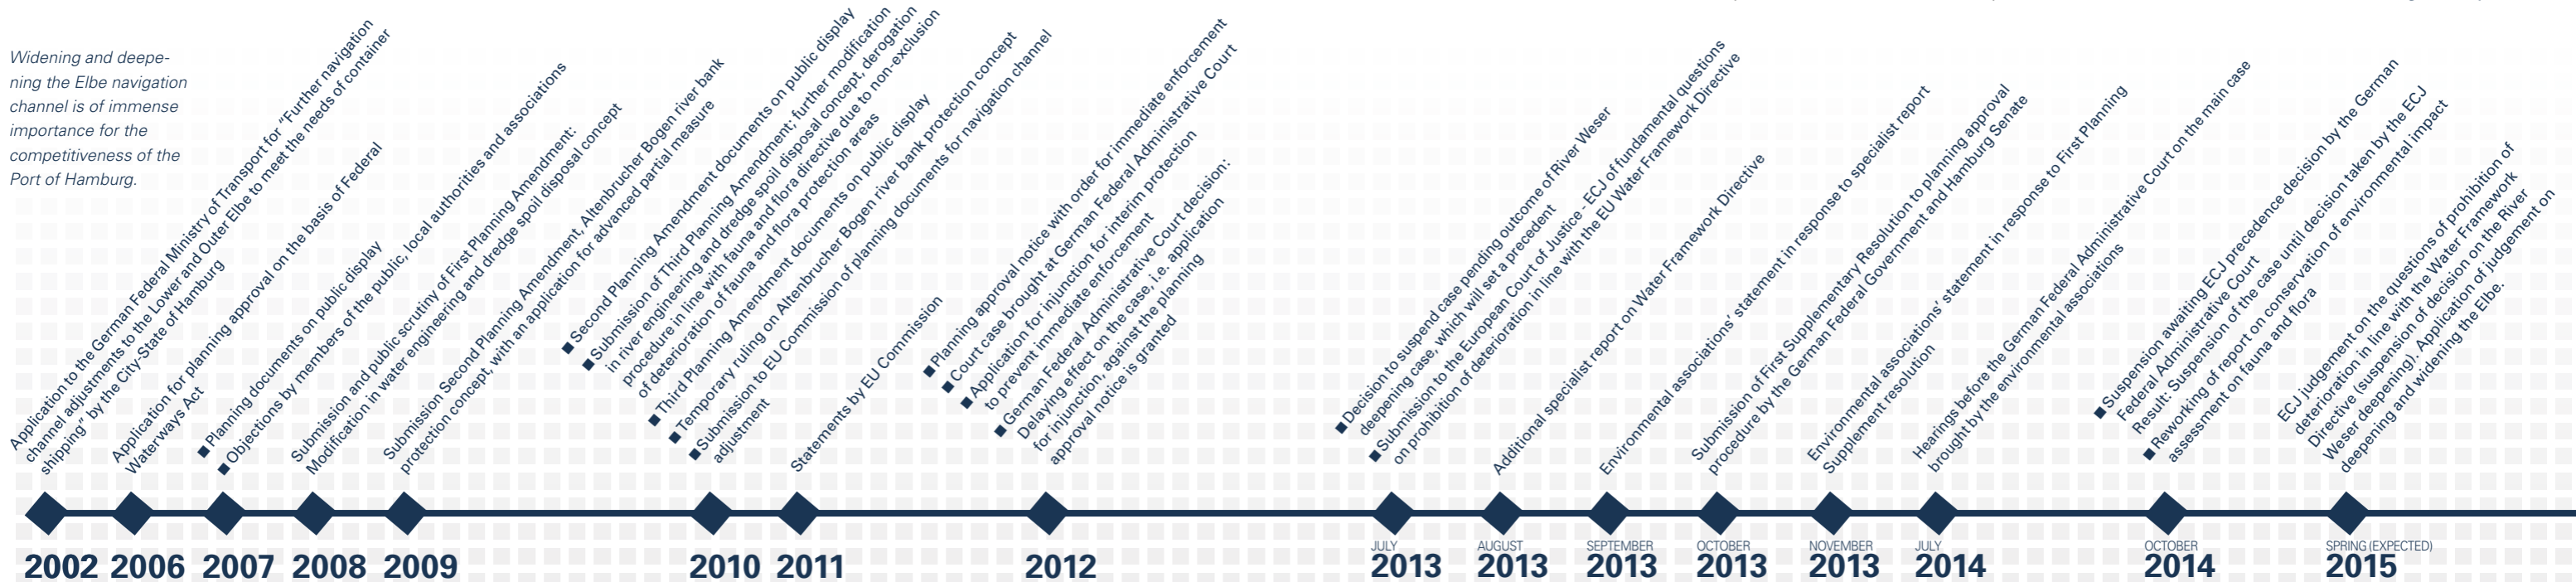 Widening and deepe-
ning the Elbe navigation
channel is of immense
importance for the
competitiveness of the
Port of Hamburg.
Application to the German Federal Ministry of Transport for "Further navigation
channel adjustments to the Lower and Outer Elbe to meet the needs of container
shipping" by the City-State of Hamburg
Application for planning approval on the basis of Federal
Waterways Act
■ Planning documents on public display
■ Objections by members of the public, local authorities and associations
Submission and public scrutiny of First Planning Amendment:
Modification in water engineering and dredge spoil disposal concept
Submission Second Planning Amendment, Altenbrucher Bogen river bank
protection concept, with an application for advanced partial measure
■ Second Planning Amendment documents on public display
■ Submission of Third Planning Amendment; further modification
in river engineering and dredge spoil disposal concept, derogation
procedure in line with fauna and flora directive due to non-exclusion
of deterioration of fauna and flora protection areas
■ Third Planning Amendment documents on public display
■ Temporary ruling on Altenbrucher Bogen river bank protection concept
■ Submission to EU Commission of planning documents for navigation channel
adjustment
Statements by EU Commission
■ Planning approval notice with order for immediate enforcement
■ Court case brought at German Federal Administrative Court
■ Application for injunction for interim protection
to prevent immediate enforcement
■ German Federal Administrative Court decision:
Delaying effect on the case, i.e. application
for injunction, against the planning
approval notice is granted
■ Decision to suspend case pending outcome of River Weser
deepening case, which will set a precedent
■ Submission to the European Court of Justice - ECJ of fundamental questions
on prohibition of deterioration in line with the EU Water Framework Directive
Additional specialist report on Water Framework Directive
Environmental associations' statement in response to specialist report
Submission of First Supplementary Resolution to planning approval
procedure by the German Federal Government and Hamburg Senate
Environmental associations' statement in response to First Planning
Supplement resolution
Hearings before the German Federal Administrative Court on the main case
brought by the environmental associations
■ Suspension awaiting ECJ precedence decision by the German
Federal Administrative Court
Result: Suspension of the case until decision taken by the ECJ
■ Reworking of report on conservation of environmental impact
assessment on fauna and flora
ECJ judgement on the questions of prohibition of
deterioration in line with the Water Framework
Directive (suspension of decision on the River
Weser deepening). Application of judgement on
deepening and widening the Elbe.
2002
2006
2007
2008
2009
2010
2011
2012
JULY
2013
AUGUST
2013
SEPTEMBER
2013
OCTOBER
2013
NOVEMBER
2013
JULY
2014
OCTOBER
2014
SPRING (EXPECTED)
2015